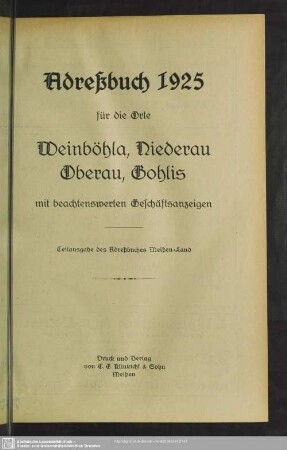 Adreßbuch 1925
für die Orte
Weinböhla, Niederau
Oberau, Gohlis
mit beachtenswerten Geschäftsanzeigen
Teilausgabe des Adreßbuches Meißen-Land
Druck und Verlag
von C. E. Klinkicht & Sohn
Meißen